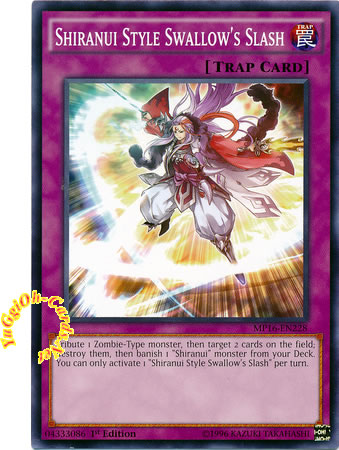 SHIRANUI STYLE SWALLOW'S SLASH
TRAP
罠
[TRAP CARD]
MP16-EN228
Tribute 1 Zombie-Type monster, then target 2 cards on the field;
destroy them, then banish 1 "Shiranui" monster from your Deck.
You can only activate 1 "Shiranui Style Swallow's Slash" per turn.
04333086
1st Edition
©1996 KAZUKI TAKAHASHI